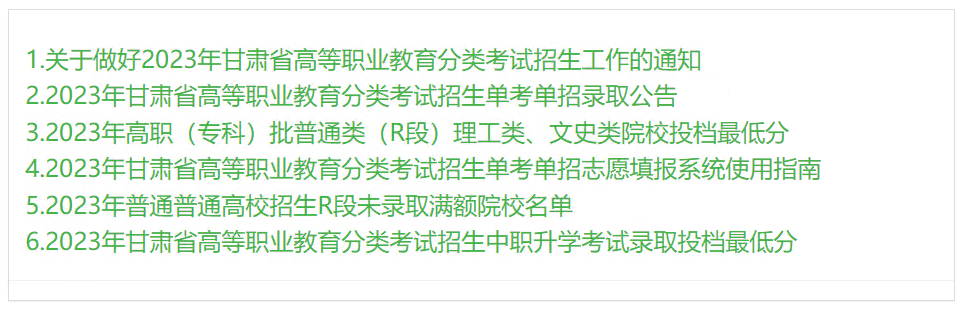 1.关于做好2023年甘肃省高等职业教育分类考试招生工作的通知
2.2023年甘肃省高等职业教育分类考试招生单考单招录取公告
3.2023年高职（专科）批普通类（R段）理工类、文史类院校投档最低分
4.2023年甘肃省高等职业教育分类考试招生单考单招志愿填报系统使用指南
5.2023年普通普通高校招生R段未录取满额院校名单
6.2023年甘肃省高等职业教育分类考试招生中职升学考试录取投档最低分